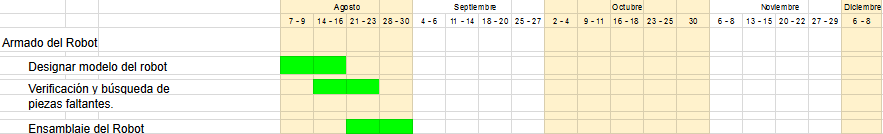 Agosto Septiembre Octubre Noviembre Diciembre
7 - 9 14 - 16 21 - 23 28 - 30 4 - 6 11 - 14 18 - 20 25 - 27 2 - 4 9 - 11 16 - 18 23 - 25 30 6 - 8 13 - 15 20 - 22 27 - 29 6 - 8
Armado del Robot
Designar modelo del robot
Verificación y búsqueda de
piezas faltantes.
Ensamblaje del Robot